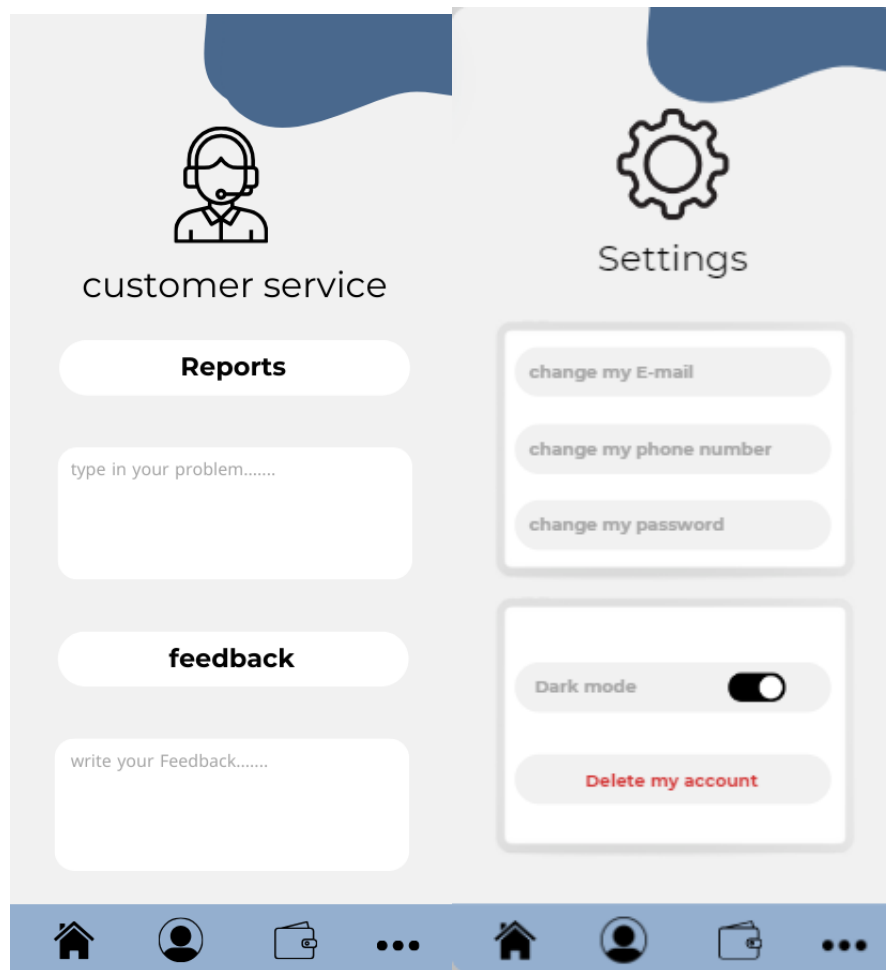 customer service
Reports
type in your problem.......
feedback
write your Feedback.......
Settings
change my E-mail
change my phone number
change my password
Dark mode
Delete my account